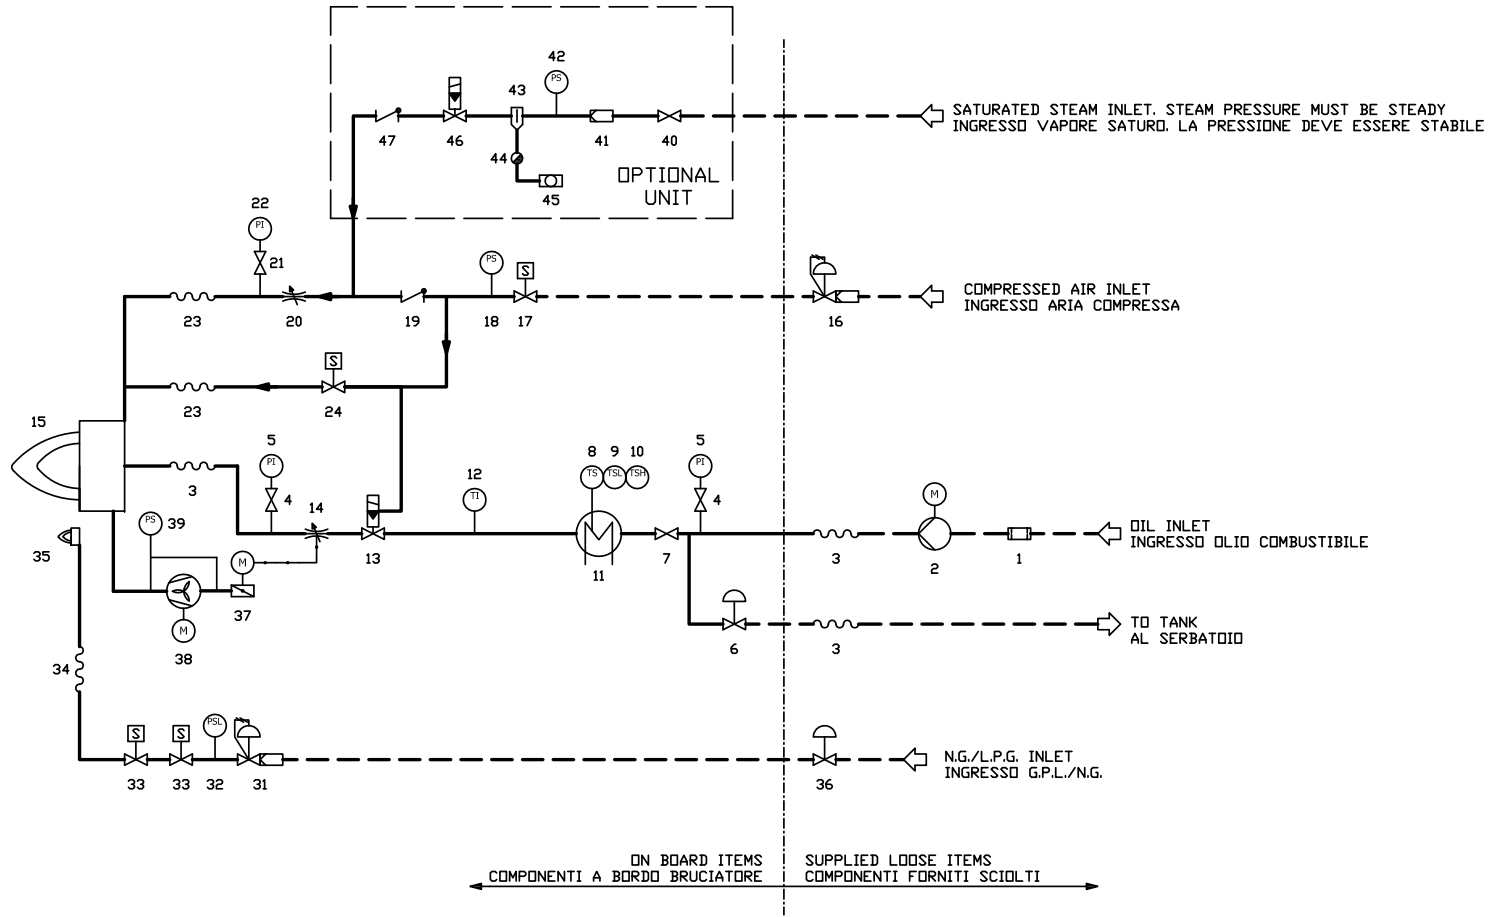 42
PS
43
SATURATED STEAM INLET. STEAM PRESSURE MUST BE STEADY
INGRESSO VAPORE SATURO. LA PRESSIONE DEVE ESSERE STABILE
47
46
41
40
44
OPTIONAL
UNIT
45
22
PI
21
PS
S
COMPRESSED AIR INLET
INGRESSO ARIA COMPRESSA
23
20
19
18
17
16
S
23
24
15
5
PI
4
3
14
12
TI
13
8
9
10
TS
TSL
TSH
11
7
5
PI
4
M
OIL INLET
INGRESSO OLIO COMBUSTIBILE
3
2
1
PS
39
35
M
37
M
38
TO TANK
AL SERBATOIO
6
3
34
S
S
PSL
N.G./L.P.G. INLET
INGRESSO G.P.L./N.G.
33
33
32
31
36
ON BOARD ITEMS
COMPONENTI A BORDO BRUCIATORE
SUPPLIED LOOSE ITEMS
COMPONENTI FORNITI SCIOLTI